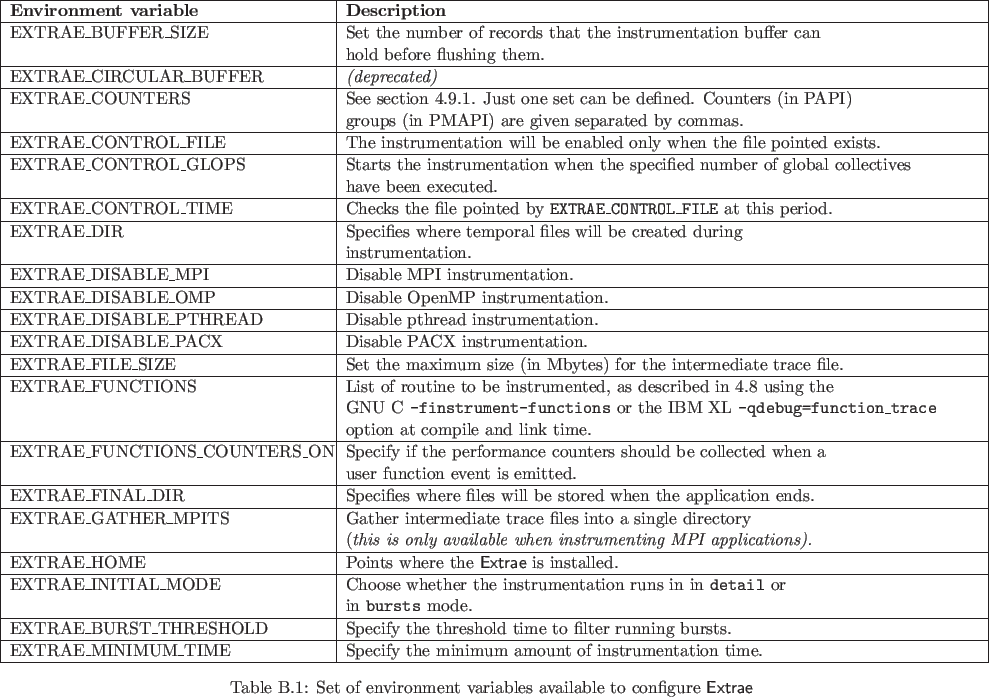 Environment variable Description
EXTRAE_BUFFER_SIZE Set the number of records that the instrumentation buffer can
hold before flushing them.
EXTRAE_CIRCULAR_BUFFER (deprecated)
EXTRAE_COUNTERS See section 4.9.1. Just one set can be defined. Counters (in PAPI)
groups (in PMAPI) are given separated by commas.
EXTRAE_CONTROL_FILE The instrumentation will be enabled only when the file pointed exists.
EXTRAE_CONTROL_GLOPS Starts the instrumentation when the specified number of global collectives
have been executed.
EXTRAE_CONTROL_TIME Checks the file pointed by EXTRAE_CONTROL_FILE at this period.
EXTRAE_DIR Specifies where temporal files will be created during
instrumentation.
EXTRAE_DISABLE_MPI Disable MPI instrumentation.
EXTRAE_DISABLE_OMP Disable OpenMP instrumentation.
EXTRAE_DISABLE_PTHREAD Disable pthread instrumentation.
EXTRAE_DISABLE_PACX Disable PACX instrumentation.
EXTRAE_FILE_SIZE Set the maximum size (in Mbytes) for the intermediate trace file.
EXTRAE_FUNCTIONS List of routine to be instrumented, as described in 4.8 using the
GNU C -finstrument-functions or the IBM XL -qdebug=function_trace
option at compile and link time.
EXTRAE_FUNCTIONS_COUNTERS_ON Specify if the performance counters should be collected when a
user function event is emitted.
EXTRAE_FINAL_DIR Specifies where files will be stored when the application ends.
EXTRAE_GATHER_MPITS Gather intermediate trace files into a single directory
(this is only available when instrumenting MPI applications).
EXTRAE_HOME Points where the Extrae is installed.
EXTRAE_INITIAL_MODE Choose whether the instrumentation runs in in detail or
in bursts mode.
EXTRAE_BURST_THRESHOLD Specify the threshold time to filter running bursts.
EXTRAE_MINIMUM_TIME Specify the minimum amount of instrumentation time.
Table B.1: Set of environment variables available to configure Extrae